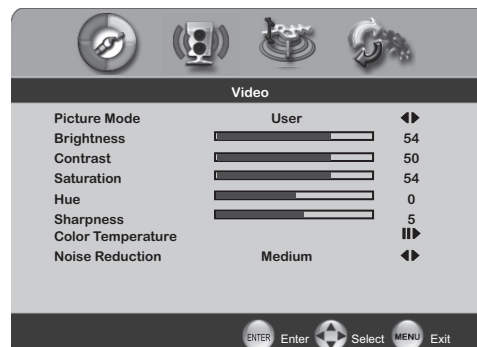 Video
Picture Mode User
Brightness 54
Contrast 50
Saturation 54
Hue 0
Sharpness 5
Color Temperature
Noise Reduction Medium
ENTER Enter Select MENU Exit